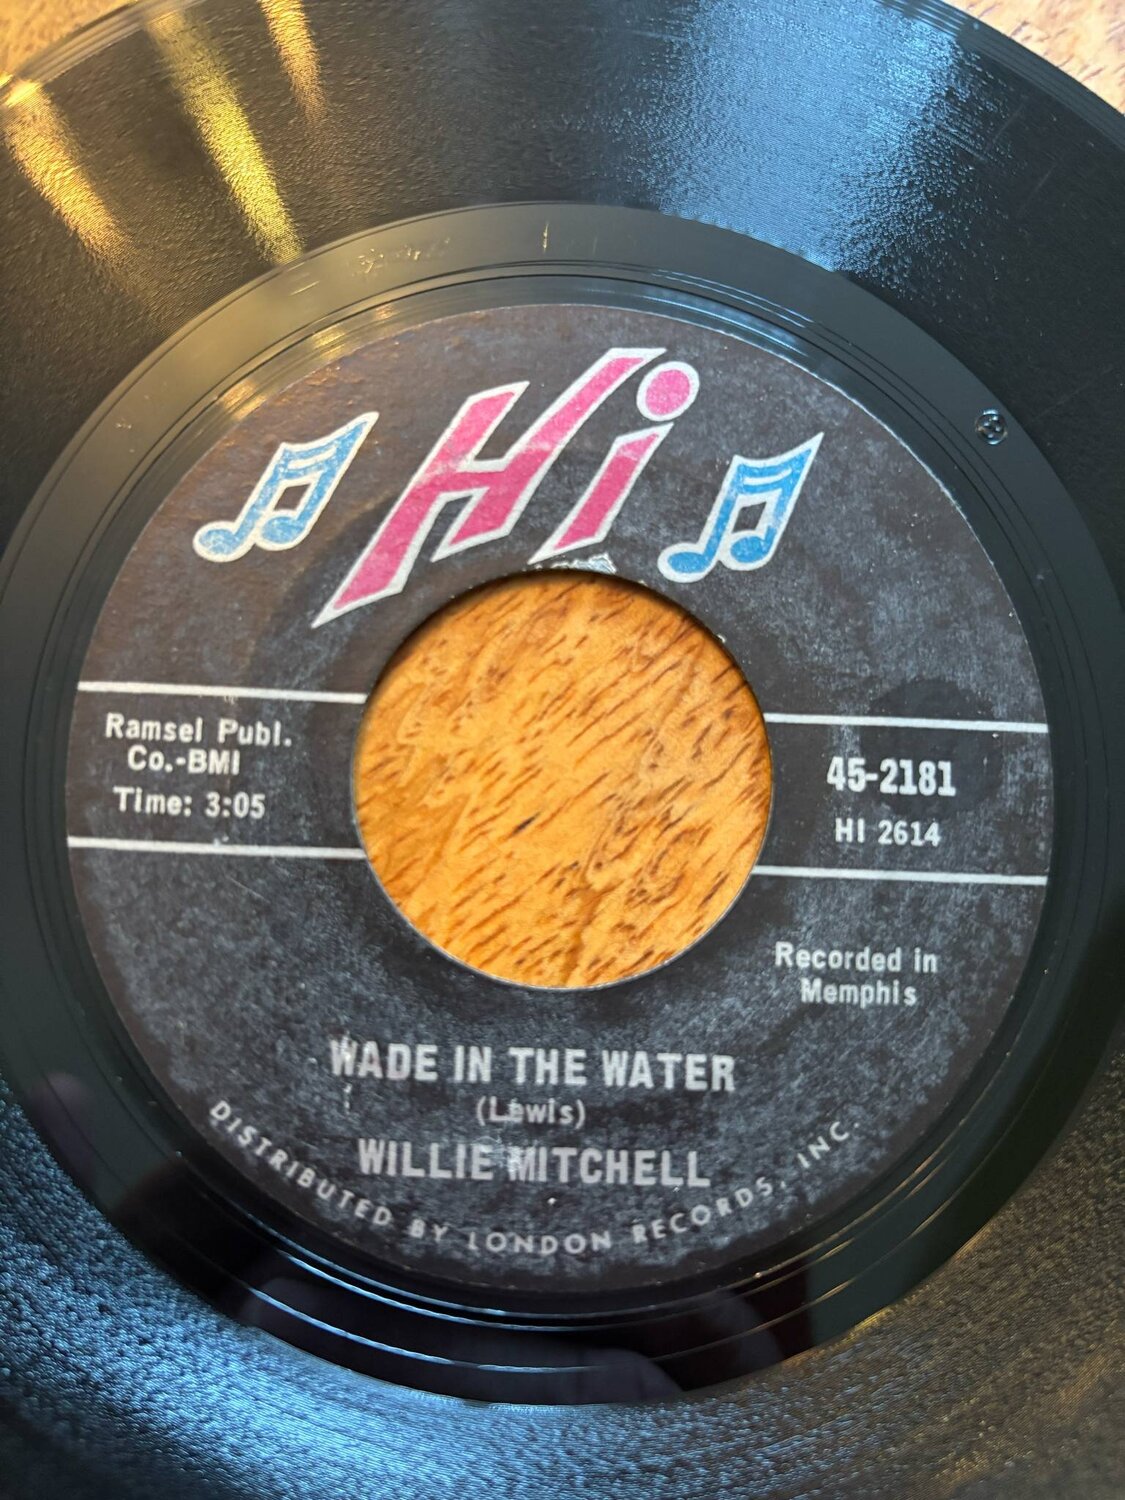 Hi
Ramsel Publ.
Co.-BMI
Time: 3:05
45-2181
HI 2614
Recorded in
Memphis
WADE IN THE WATER
(Lewis)
WILLIE MITCHELL
DISTRIBUTED BY LONDON RECORDS, INC.